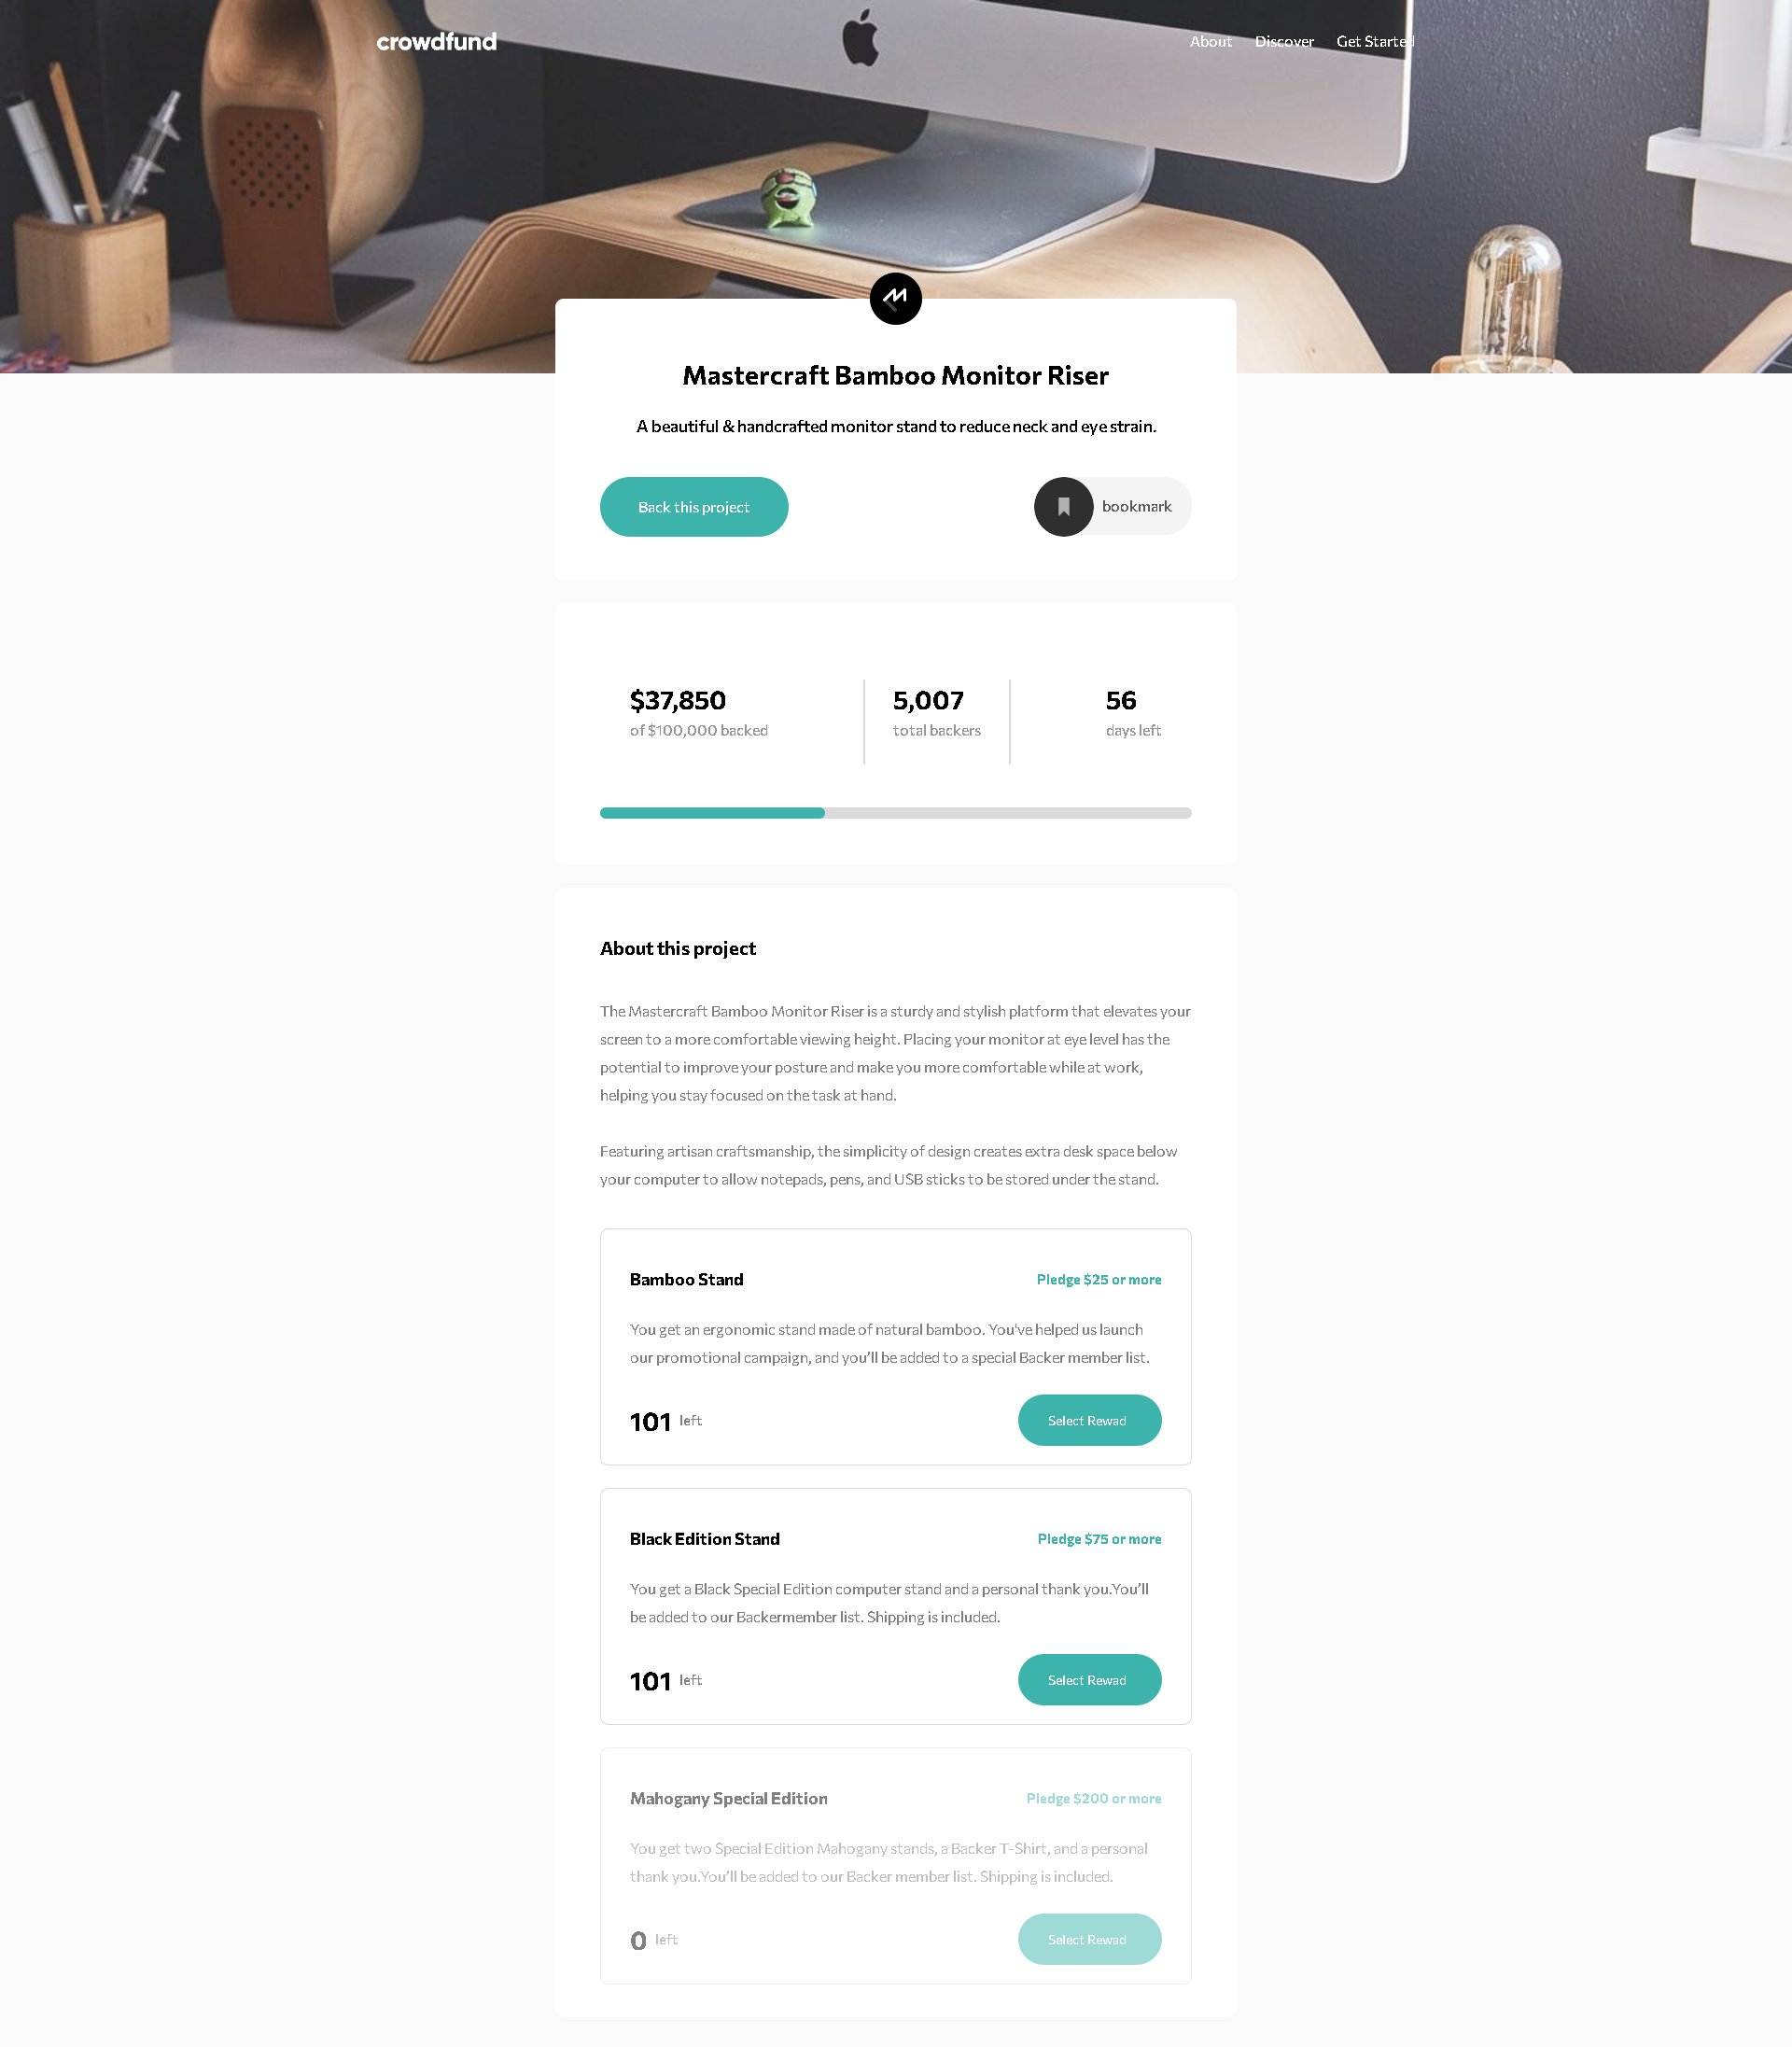 crowdfund
About Discover Get Started
Mastercraft Bamboo Monitor Riser
A beautiful & handcrafted monitor stand to reduce neck and eye strain.
Back this project
bookmark
$37,850
of $100,000 backed
5,007
total backers
56
days left
About this project
The Mastercraft Bamboo Monitor Riser is a sturdy and stylish platform that elevates your
screen to a more comfortable viewing height. Placing your monitor at eye level has the
potential to improve your posture and make you more comfortable while at work,
helping you stay focused on the task at hand.
Featuring artisan craftsmanship, the simplicity of design creates extra desk space below
your computer to allow notepads, pens, and USB sticks to be stored under the stand.
Bamboo Stand
Pledge $25 or more
You get an ergonomic stand made of natural bamboo. You've helped us launch
our promotional campaign, and you’ll be added to a special Backer member list.
101 left
Select Rewad
Black Edition Stand
Pledge $75 or more
You get a Black Special Edition computer stand and a personal thank you.You’ll
be added to our Backermember list. Shipping is included.
101 left
Select Rewad
Mahogany Special Edition
Pledge $200 or more
You get two Special Edition Mahogany stands, a Backer T-Shirt, and a personal
thank you.You’ll be added to our Backer member list. Shipping is included.
0 left
Select Rewad